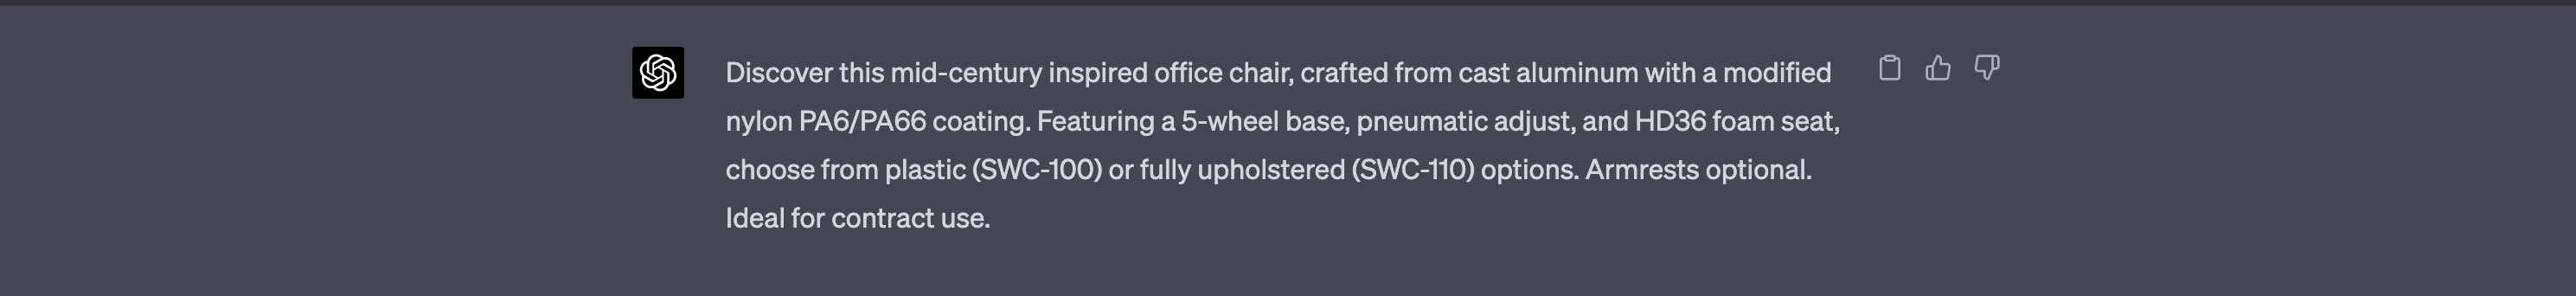 Discover this mid-century inspired office chair, crafted from cast aluminum with a modified
nylon PA6/PA66 coating. Featuring a 5-wheel base, pneumatic adjust, and HD36 foam seat,
choose from plastic (SWC-100) or fully upholstered (SWC-110) options. Armrests optional.
Ideal for contract use.